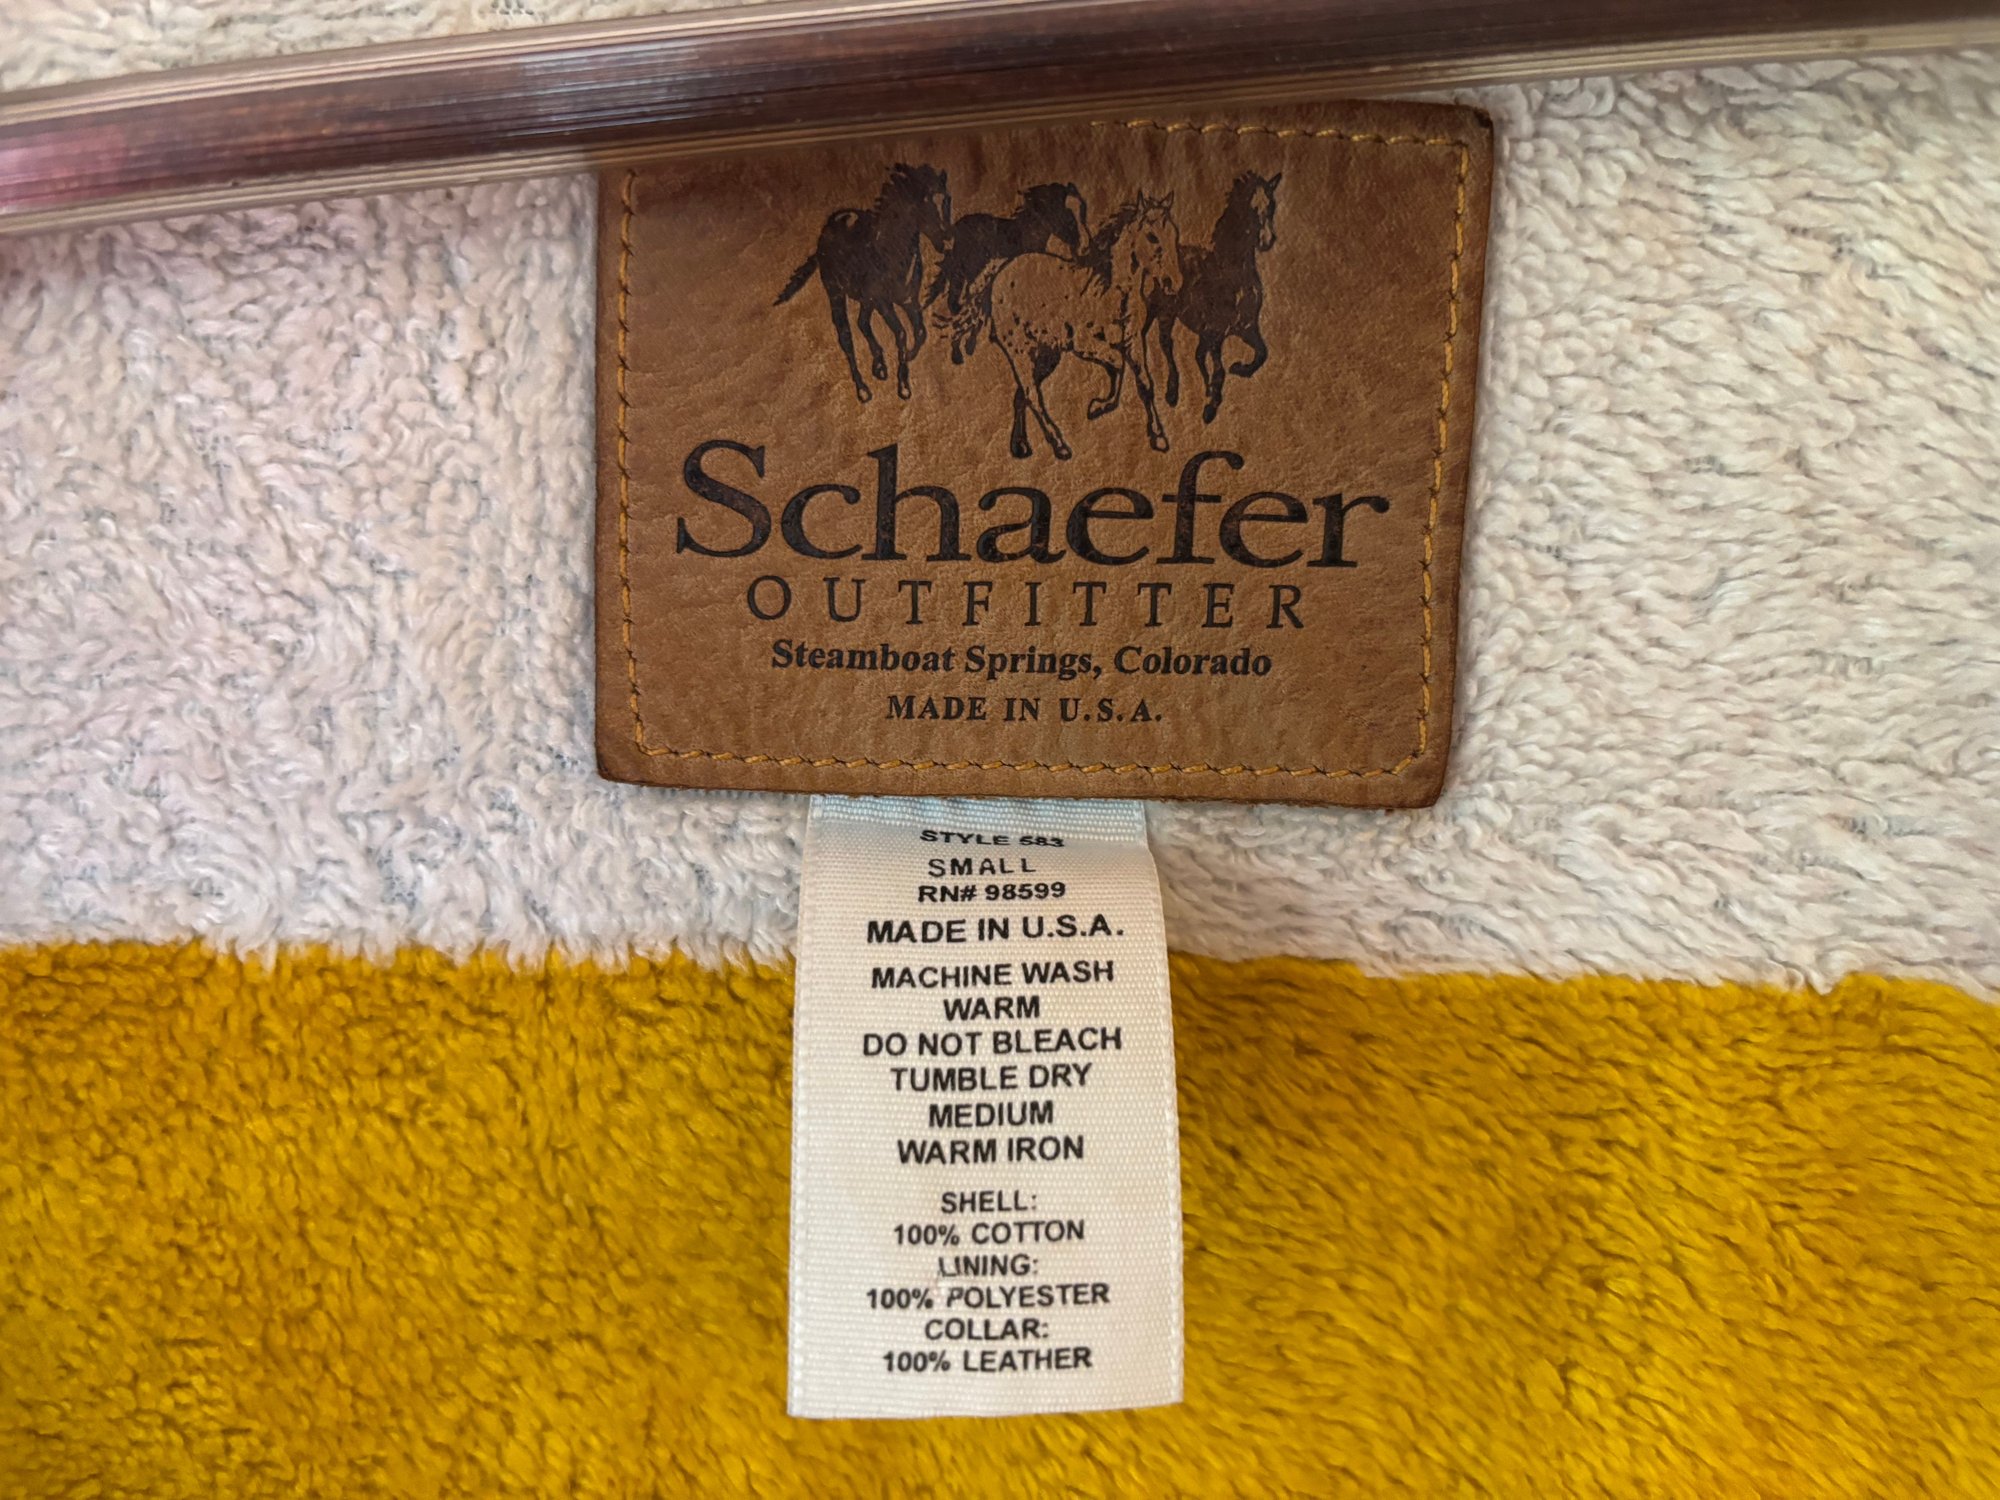 Schaefer
OUTFITTER
Steamboat Springs, Colorado
MADE IN U.S.A.
STYLE 583
SMALL
RN# 98599
MADE IN U.S.A.
MACHINE WASH
WARM
DO NOT BLEACH
TUMBLE DRY
MEDIUM
WARM IRON
SHELL:
100% COTTON
LINING:
100% POLYESTER
COLLAR:
100% LEATHER